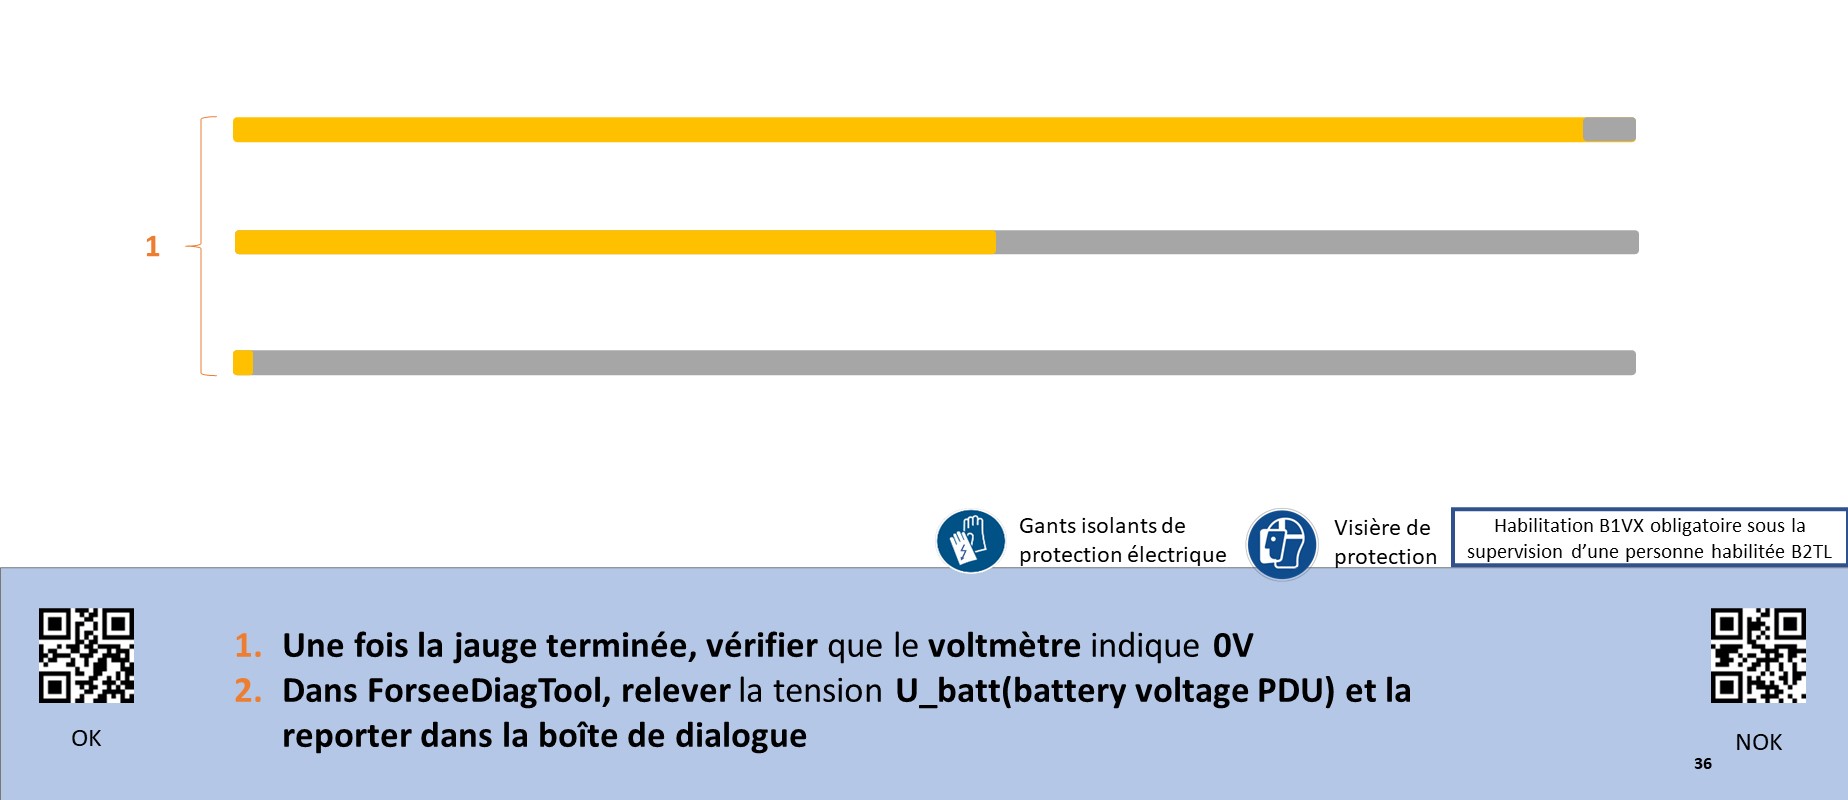 1
Gants isolants de
protection électrique
Visière de
protection
Habilitation B1VX obligatoire sous la
supervision d’une personne habilitée B2TL
1. Une fois la jauge terminée, vérifier que le voltmètre indique 0V
2. Dans ForseeDiagTool, relever la tension U_batt(battery voltage PDU) et la
reporter dans la boîte de dialogue
OK
NOK
36